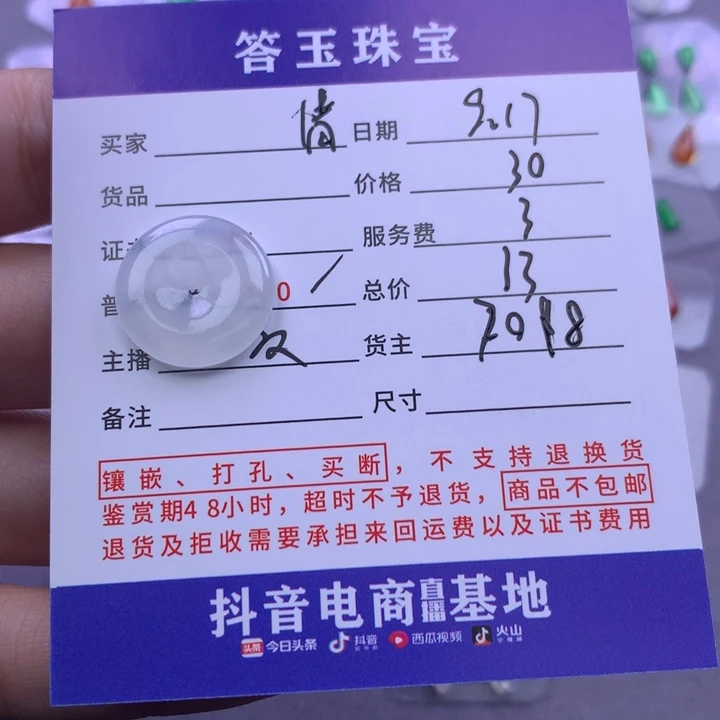 答玉珠宝
买家 日期 9.17
货品 价格 30
证 服务费 3
普 0 / 总价 13
主播 又 货主 7018
备注 尺寸
镶嵌、打孔、买断，不支持退换货
鉴赏期48小时，超时不予退货，商品不包邮
退货及拒收需要承担来回运费以及证书费用
抖音电商直播基地
头条 今日头条 抖音 西瓜视频 火山